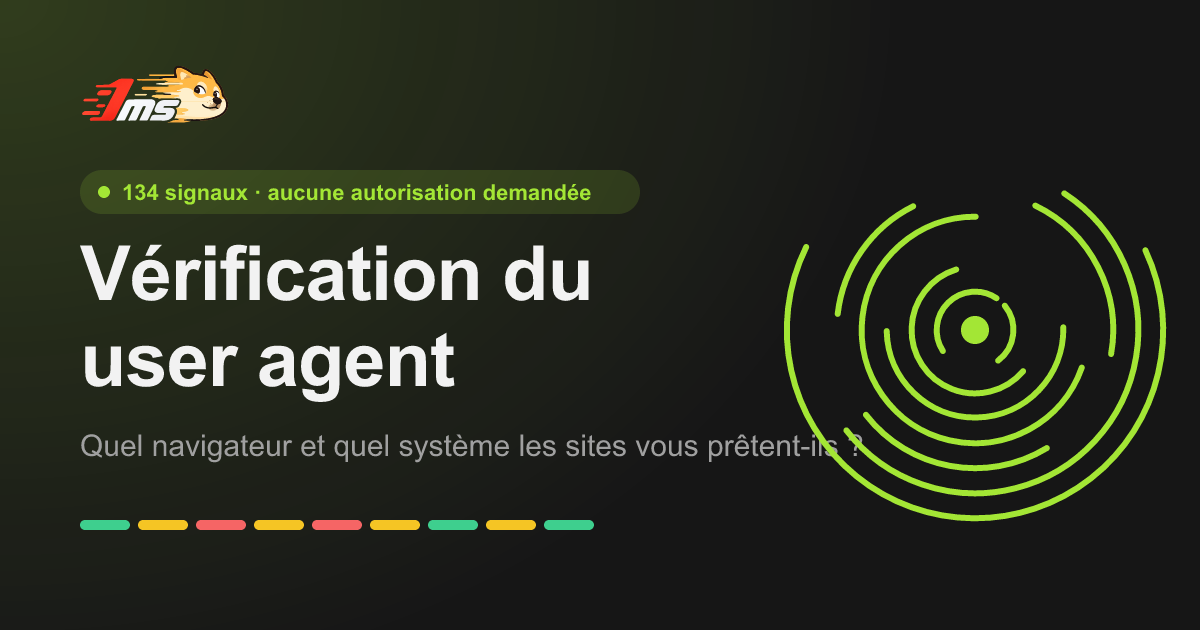 1ms
134 signaux · aucune autorisation demandée
Vérification du
user agent
Quel navigateur et quel système les sites vous prêtent-ils ?